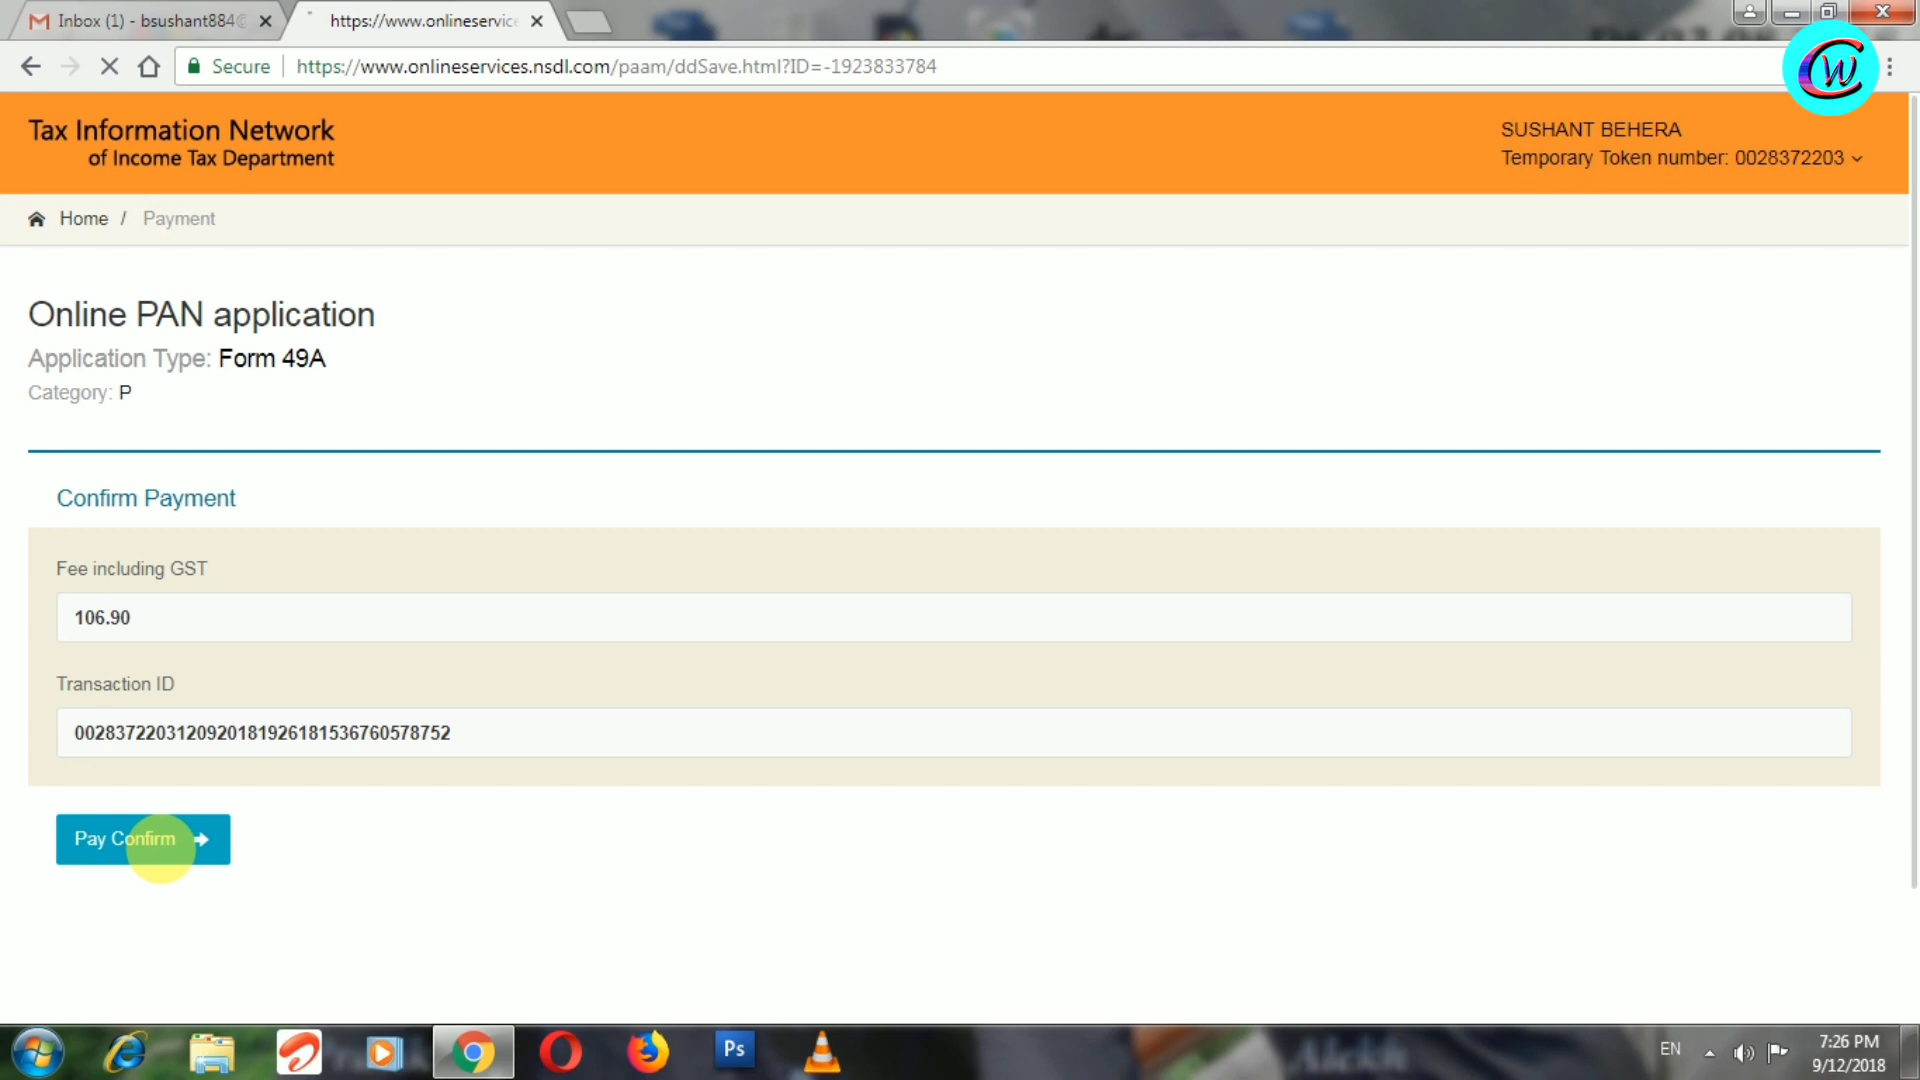 Inbox (1) - bsushant884@
https://www.onlineservic
Secure
https://www.onlineservices.nsdl.com/paam/ddSave.html?ID=-1923833784
CW
Tax Information Network
of Income Tax Department
SUSHANT BEHERA
Temporary Token number: 0028372203
Home / Payment
Online PAN application
Application Type: Form 49A
Category: P
Confirm Payment
Fee including GST
106.90
Transaction ID
0028372203120920181926181536760578752
Pay Confirm
Ps
Alekh
EN
7:26 PM
9/12/2018